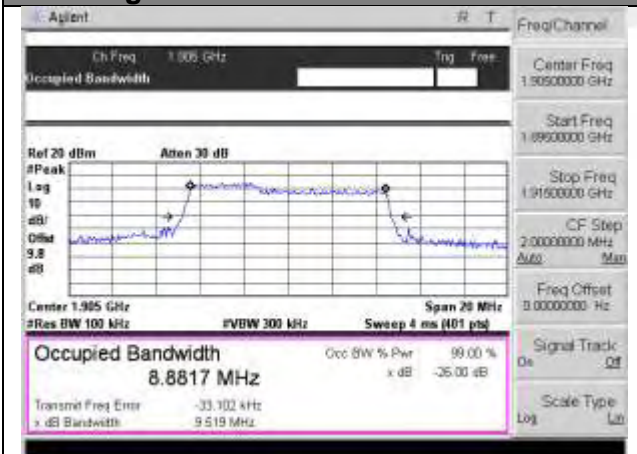 Agilent R T
Ch Freq 1.905 GHz Trig Free
Occupied Bandwidth
Ref 20 dBm Atten 30 dB
#Peak
Log
10
dB/
Offst
9.8
dB
Center 1.905 GHz Span 20 MHz
#Res BW 100 kHz #VBW 300 kHz Sweep 4 ms (401 pts)
Occupied Bandwidth
8.8817 MHz
Occ BW % Pwr 99.00 %
x dB -26.00 dB
Transmit Freq Error -33.102 kHz
x dB Bandwidth 9.519 MHz
Freq/Channel
Center Freq
1.90500000 GHz
Start Freq
1.89500000 GHz
Stop Freq
1.91500000 GHz
CF Step
2.00000000 MHz
Auto Man
Freq Offset
0.00000000 Hz
Signal Track
On Off
Scale Type
Log Lin